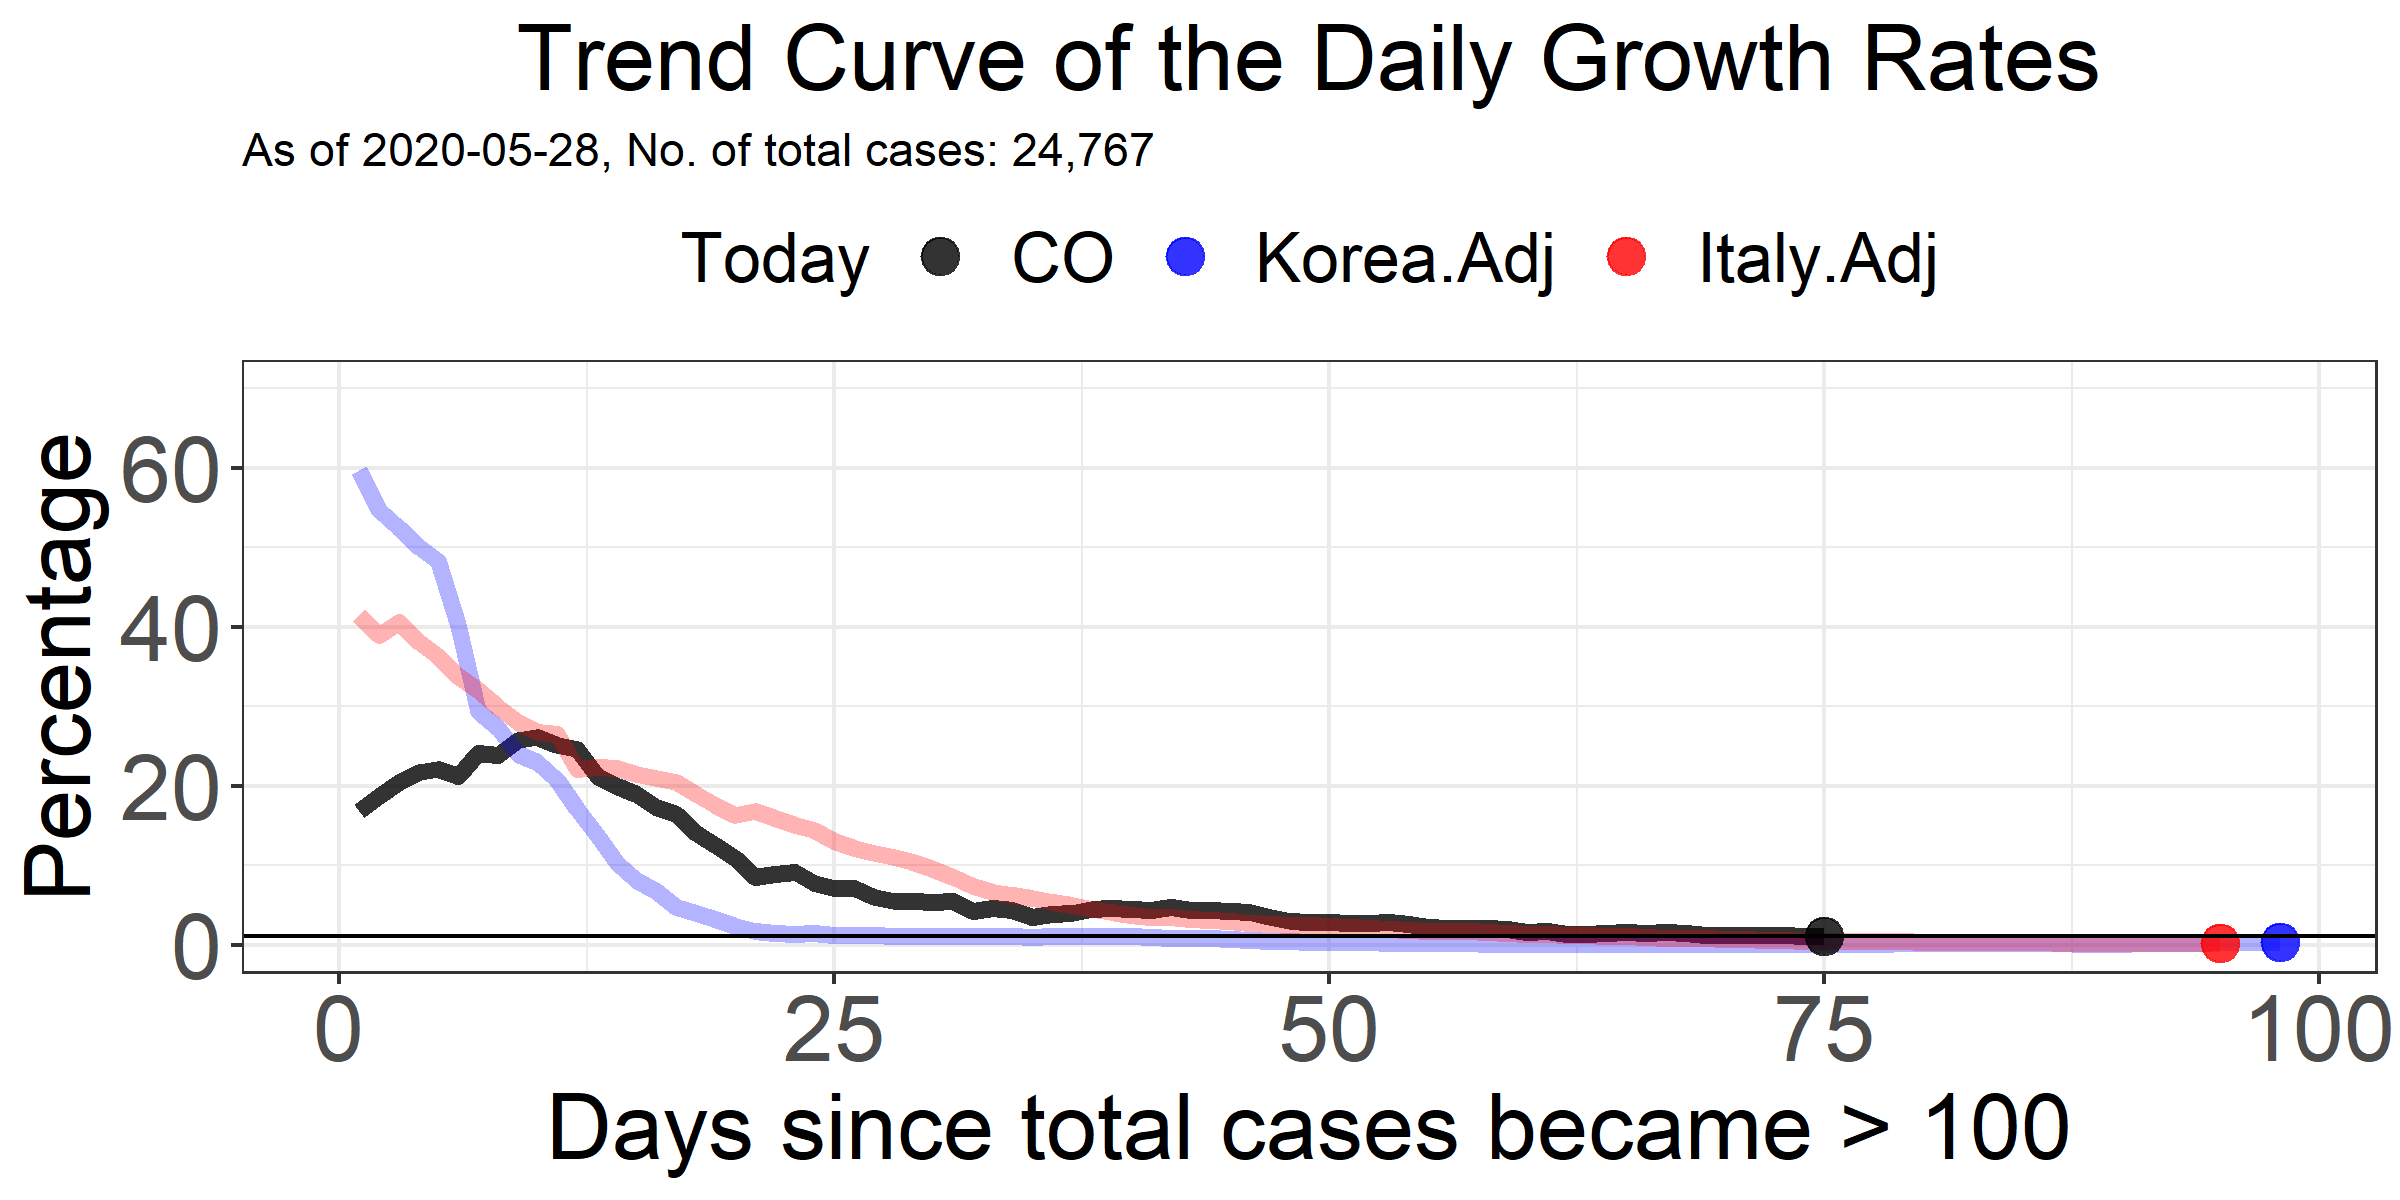 Trend Curve of the Daily Growth Rates
As of 2020-05-28, No. of total cases: 24,767
Today CO Korea.Adj Italy.Adj
Percentage
60
40
20
0
0 25 50 75 100
Days since total cases became > 100